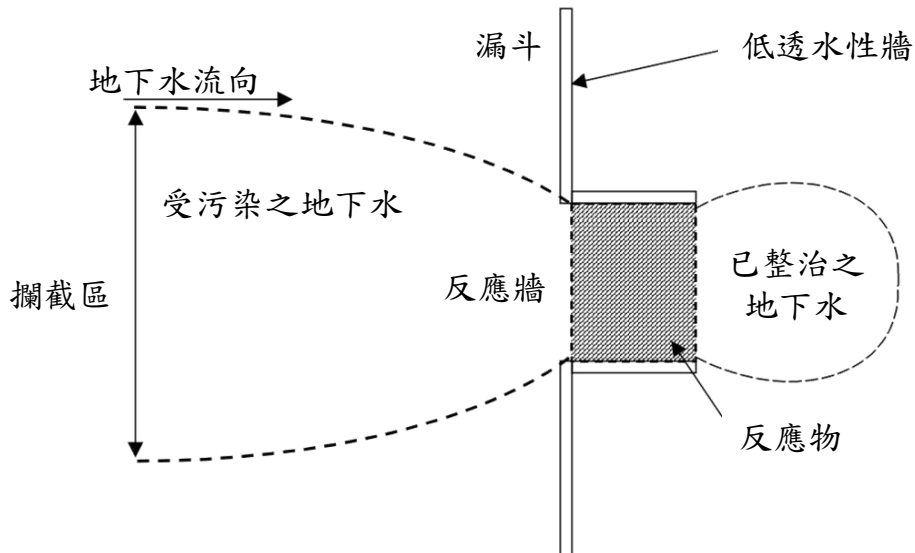 漏斗
低透水性牆
地下水流向
受污染之地下水
攔截區
反應牆
已整治之
地下水
反應物